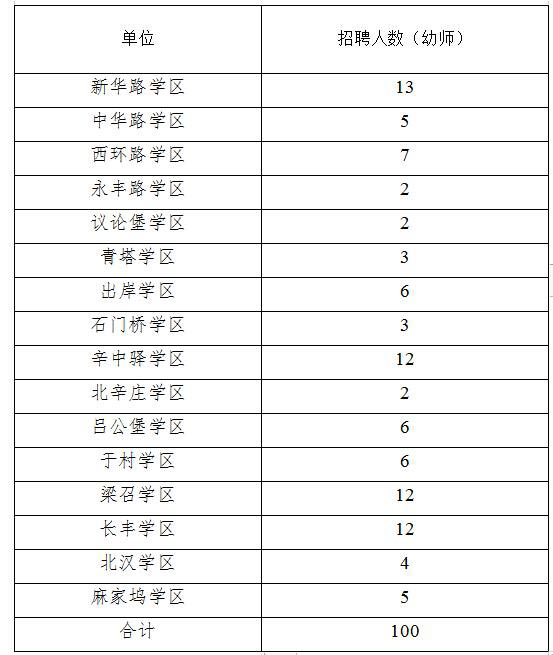 单位 招聘人数（幼师）
新华路学区 13
中华路学区 5
西环路学区 7
永丰路学区 2
议论堡学区 2
青塔学区 3
出岸学区 6
石门桥学区 3
辛中驿学区 12
北辛庄学区 2
吕公堡学区 6
于村学区 6
梁召学区 12
长丰学区 12
北汉学区 4
麻家坞学区 5
合计 100